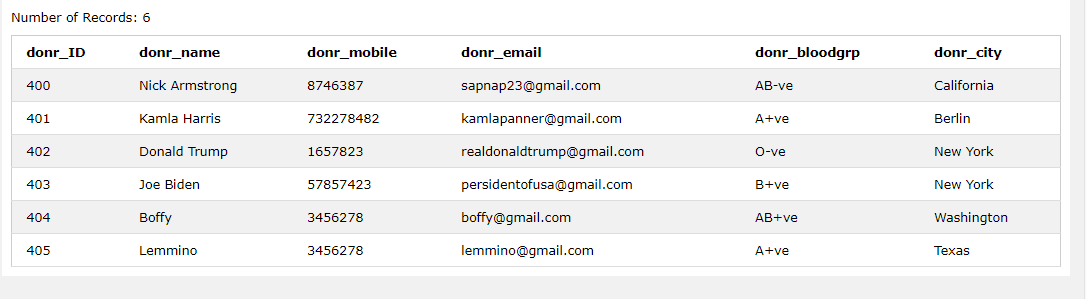 Number of Records: 6
donr_ID donr_name donr_mobile donr_email donr_bloodgrp donr_city
400 Nick Armstrong 8746387 sapnap23@gmail.com AB-ve California
401 Kamla Harris 732278482 kamlapanner@gmail.com A+ve Berlin
402 Donald Trump 1657823 realdonaldtrump@gmail.com O-ve New York
403 Joe Biden 57857423 persidentofusa@gmail.com B+ve New York
404 Boffy 3456278 boffy@gmail.com AB+ve Washington
405 Lemmino 3456278 lemmino@gmail.com A+ve Texas